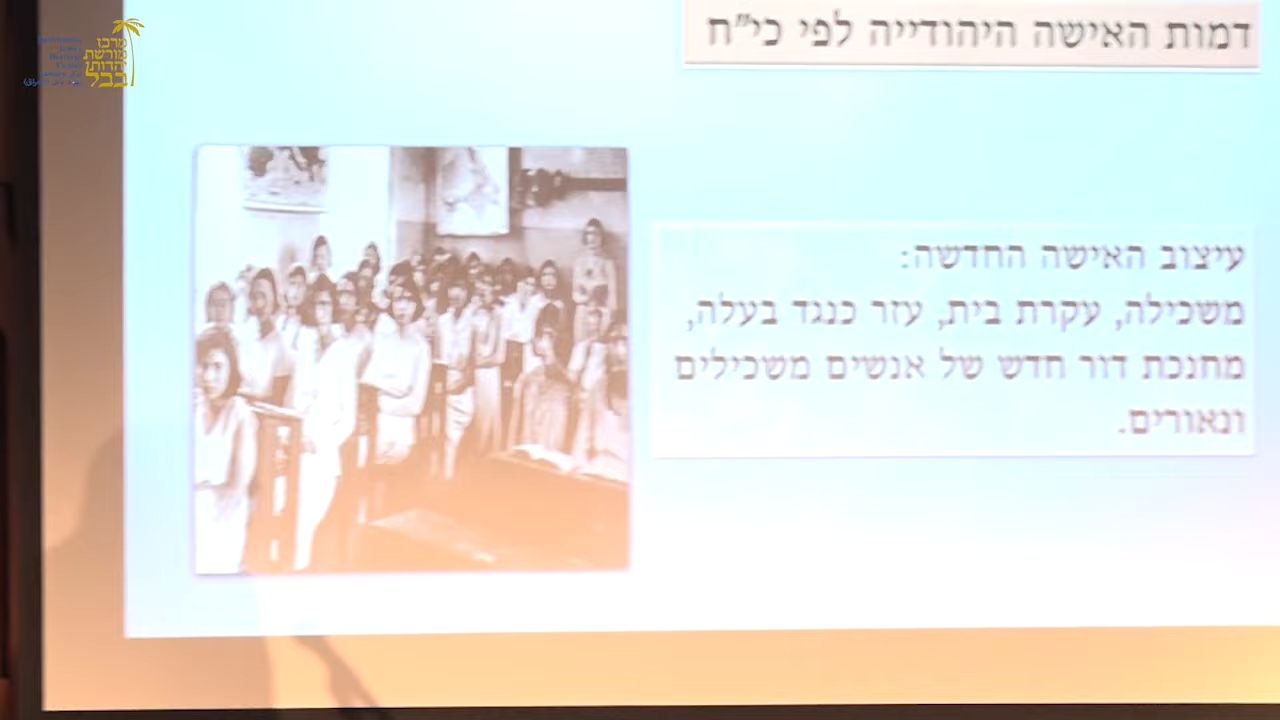 דמות האישה היהודייה לפי כי״ח
עיצוב האישה החדשה:
משכילה, עקרת בית, עזר כנגד בעלה,
מחנכת דור חדש של אנשים משכילים
ונאורים.
מרכז
מורשת
יהדות
בבל